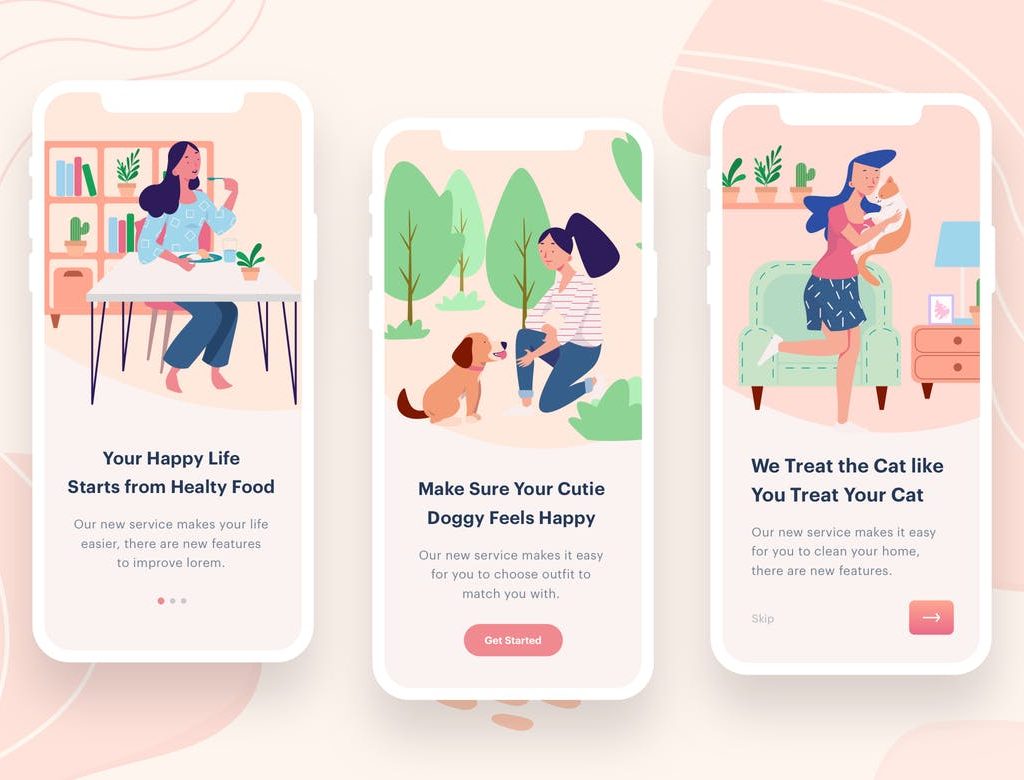 Your Happy Life
Starts from Healty Food
Our new service makes your life
easier, there are new features
to improve lorem.
Make Sure Your Cutie
Doggy Feels Happy
Our new service makes it easy
for you to choose outfit to
match you with.
Get Started
We Treat the Cat like
You Treat Your Cat
Our new service makes it easy
for you to clean your home,
there are new features.
Skip